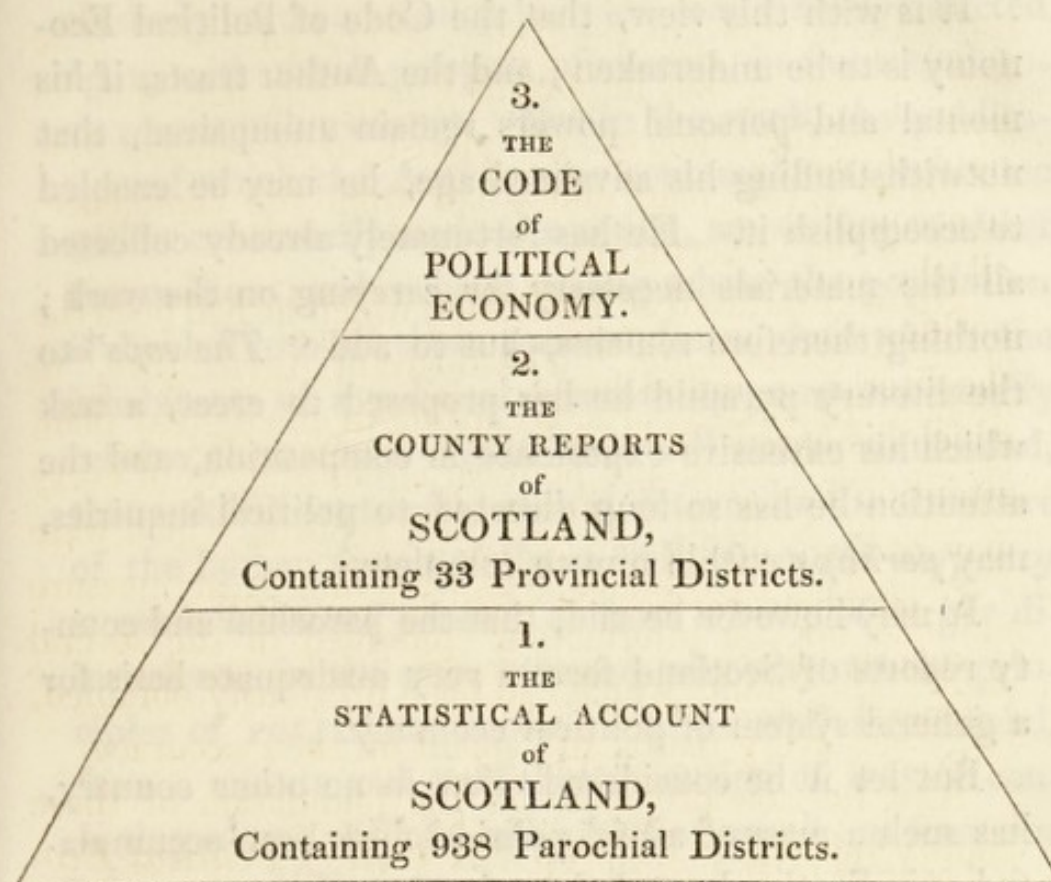 3.
THE
CODE
of
POLITICAL
ECONOMY.
2.
THE
COUNTY REPORTS
of
SCOTLAND,
Containing 33 Provincial Districts.
1.
THE
STATISTICAL ACCOUNT
of
SCOTLAND,
Containing 938 Parochial Districts.